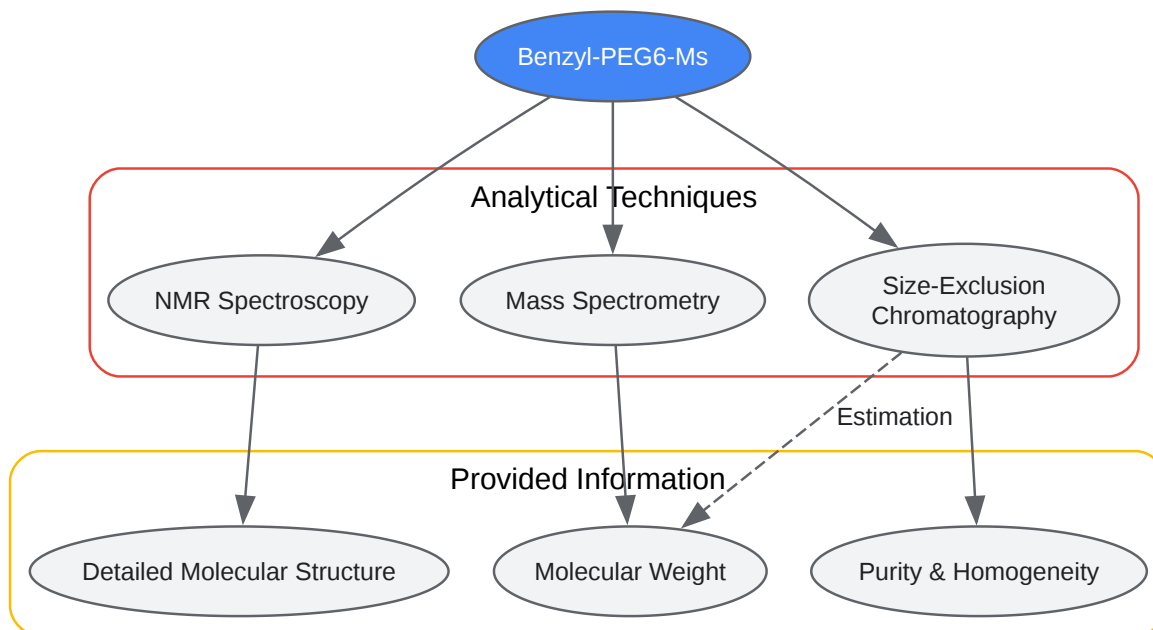 Benzyl-PEG6-Ms
Analytical Techniques
NMR Spectroscopy
Mass Spectrometry
Size-Exclusion
Chromatography
Estimation
Provided Information
Detailed Molecular Structure
Molecular Weight
Purity & Homogeneity